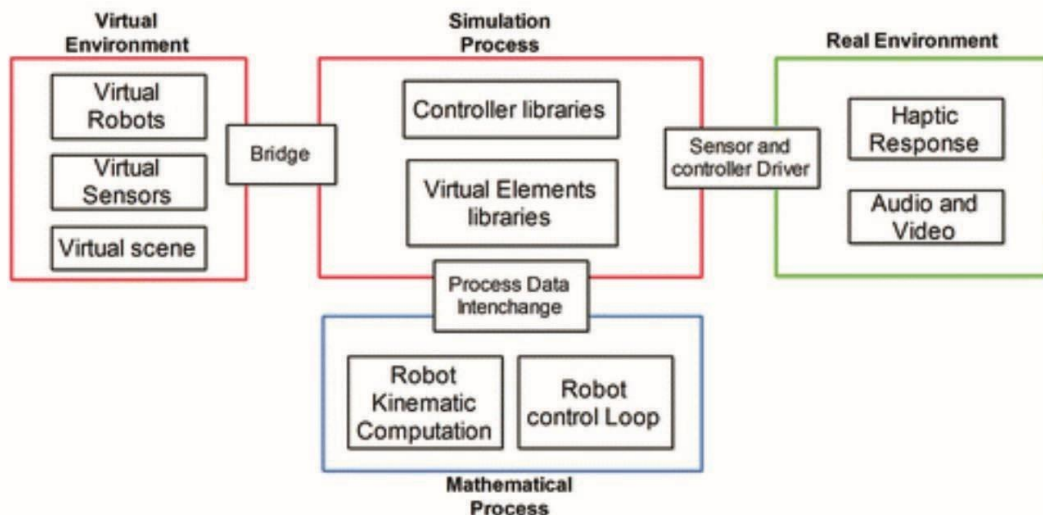 Virtual
Environment
Virtual
Robots
Virtual
Sensors
Virtual scene
Bridge
Simulation
Process
Controller libraries
Virtual Elements
libraries
Sensor and
controller Driver
Real Environment
Haptic
Response
Audio and
Video
Process Data
Interchange
Robot
Kinematic
Computation
Robot
control Loop
Mathematical
Process